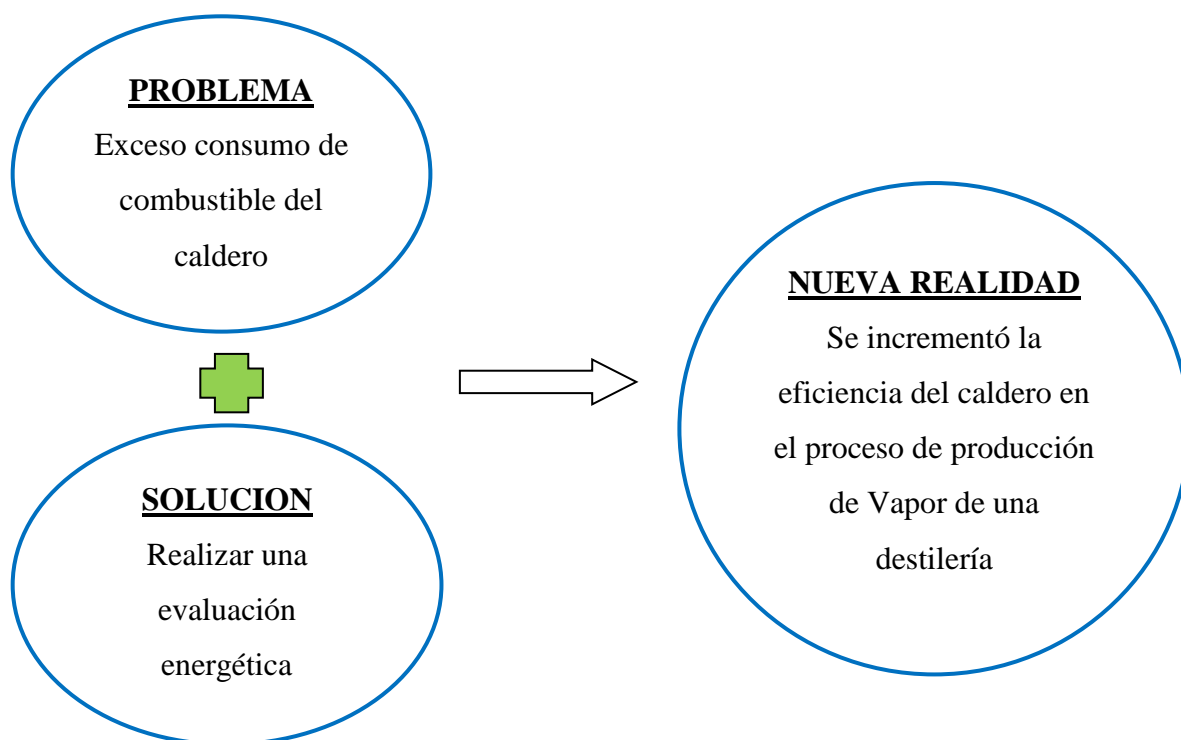 PROBLEMA
Exceso consumo de
combustible del
caldero
SOLUCION
Realizar una
evaluación
energética
NUEVA REALIDAD
Se incrementó la
eficiencia del caldero en
el proceso de producción
de Vapor de una
destilería